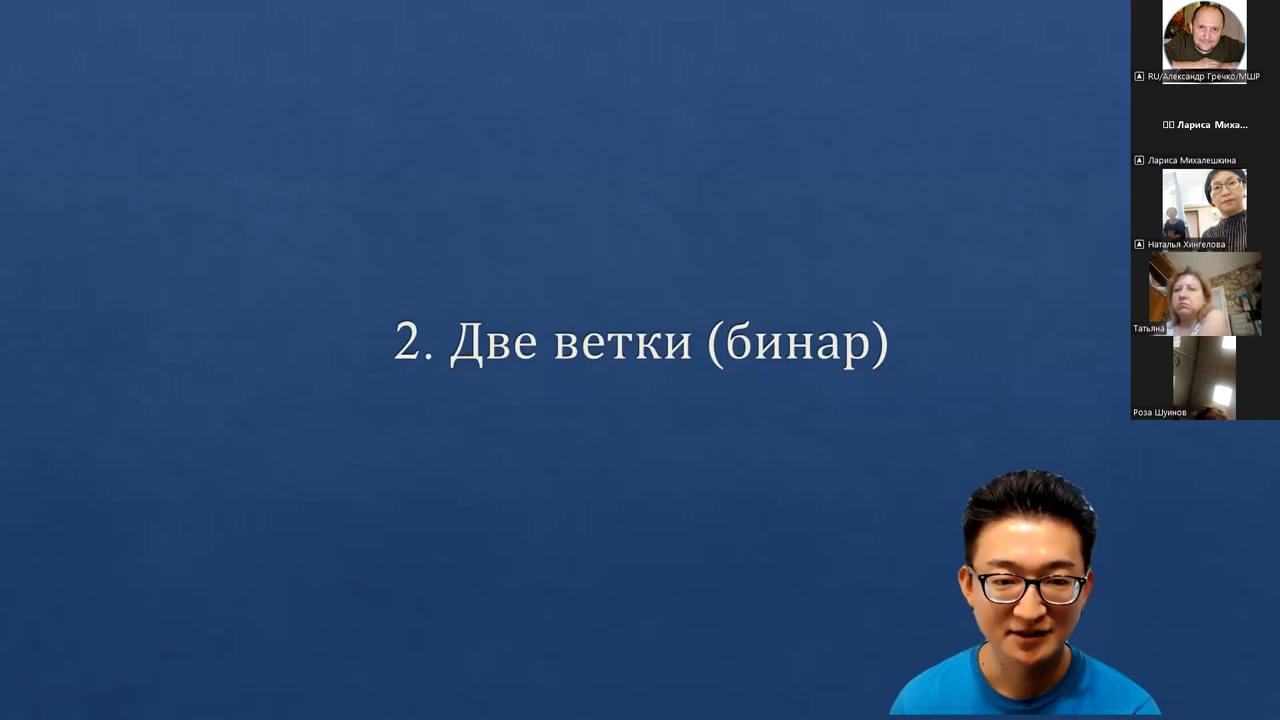 2. Две ветки (бинар)
RU/Александр Гречко/МШР
Лариса Миха...
Лариса Михалешкина
Наталья Хингелова
Татьяна
Роза Шуинов